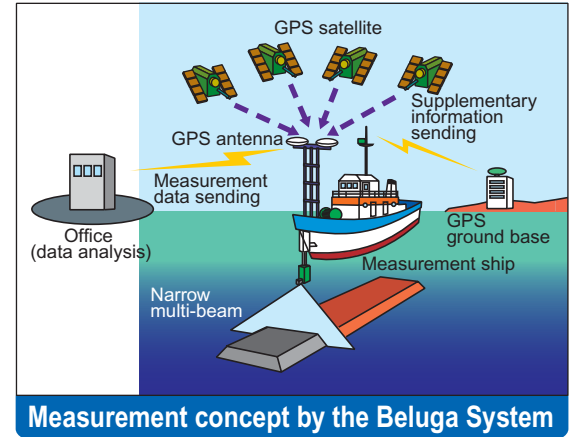 GPS satellite
Supplementary
information
sending
GPS antenna
Measurement
data sending
Office
(data analysis)
GPS
ground base
Measurement ship
Narrow
multi-beam
Measurement concept by the Beluga System